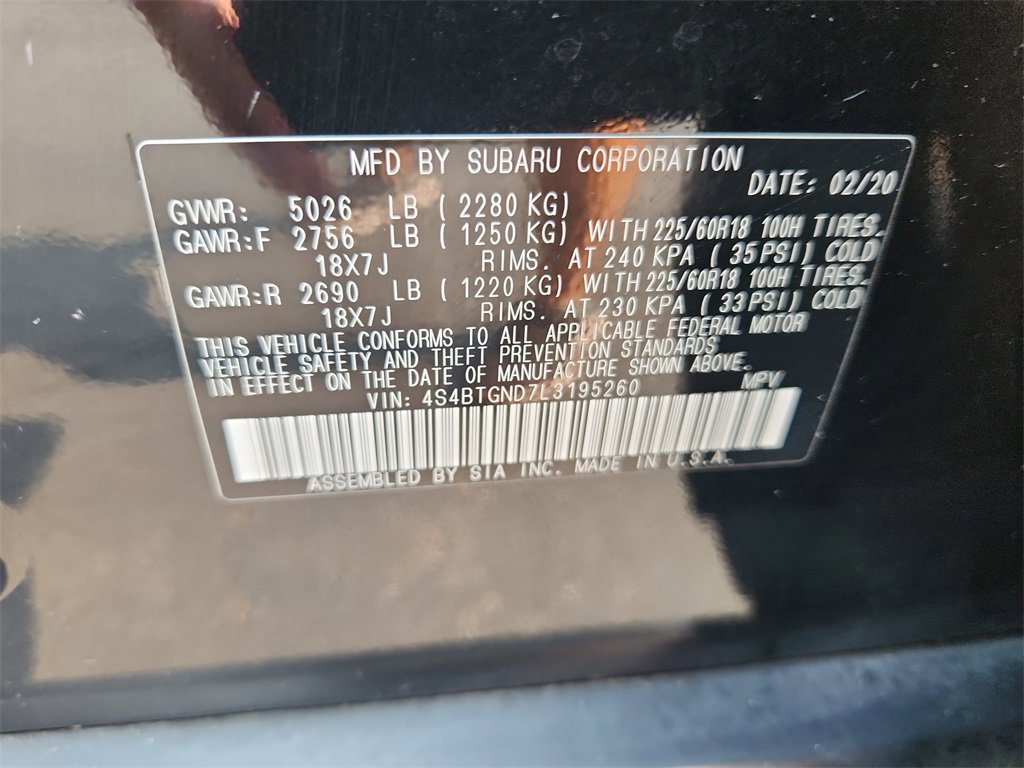 MFD BY SUBARU CORPORATION
DATE: 02/20
GVWR: 5026 LB ( 2280 KG)
GAWR:F 2756 LB ( 1250 KG) WITH 225/60R18 100H TIRES.
18X7J RIMS. AT 240 KPA ( 35 PSI) COLD
GAWR:R 2690 LB ( 1220 KG) WITH 225/60R18 100H TIRES.
18X7J RIMS. AT 230 KPA ( 33 PSI) COLD
THIS VEHICLE CONFORMS TO ALL APPLICABLE FEDERAL MOTOR
VEHICLE SAFETY AND THEFT PREVENTION STANDARDS
IN EFFECT ON THE DATE OF MANUFACTURE SHOWN ABOVE.
VIN: 4S4BTGND7L3195260 MPV
ASSEMBLED BY SIA INC. MADE IN U.S.A.